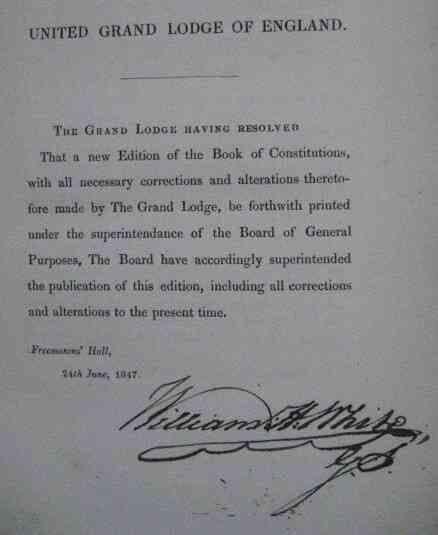 UNITED GRAND LODGE OF ENGLAND.
THE GRAND LODGE HAVING RESOLVED
That a new Edition of the Book of Constitutions,
with all necessary corrections and alterations thereto-
fore made by The Grand Lodge, be forthwith printed
under the superintendance of the Board of General
Purposes, The Board have accordingly superintended
the publication of this edition, including all corrections
and alterations to the present time.
Freemasons' Hall,
24th June, 1847.
William H. White,
G.S.